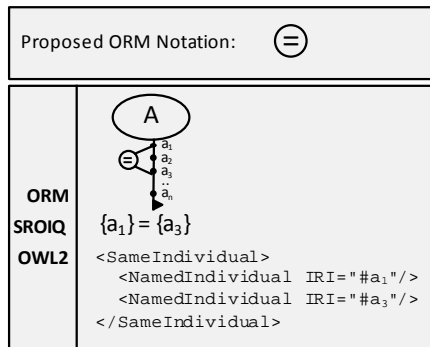 Proposed ORM Notation: =
A
a₁
a₂
= a₃
..
aₙ
ORM
SROIQ {a₁} = {a₃}
OWL2 <SameIndividual>
<NamedIndividual IRI="#a₁"/>
<NamedIndividual IRI="#a₃"/>
</SameIndividual>